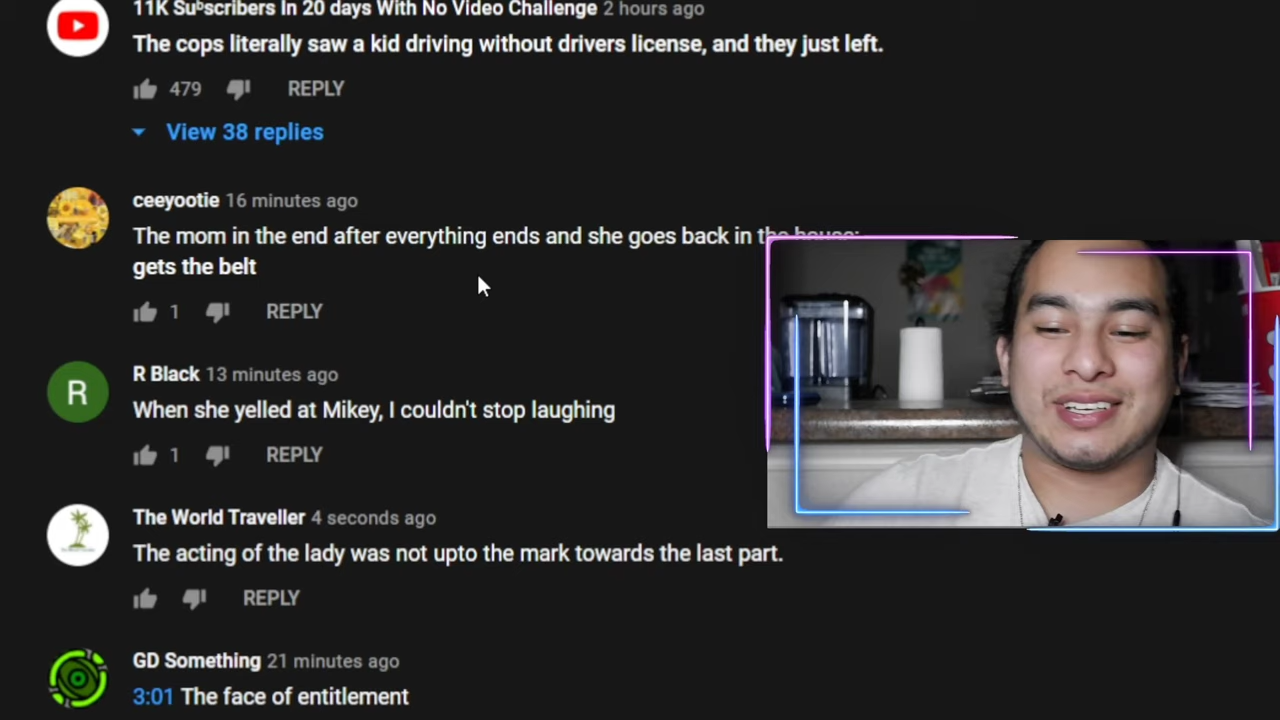 11K Suᵇscribers In 20 days With No Video Challenge 2 hours ago
The cops literally saw a kid driving without drivers license, and they just left.
479 REPLY
View 38 replies
ceeyootie 16 minutes ago
The mom in the end after everything ends and she goes back in the house:
gets the belt
1 REPLY
R
R Black 13 minutes ago
When she yelled at Mikey, I couldn't stop laughing
1 REPLY
The World Traveller 4 seconds ago
The acting of the lady was not upto the mark towards the last part.
REPLY
GD Something 21 minutes ago
3:01 The face of entitlement